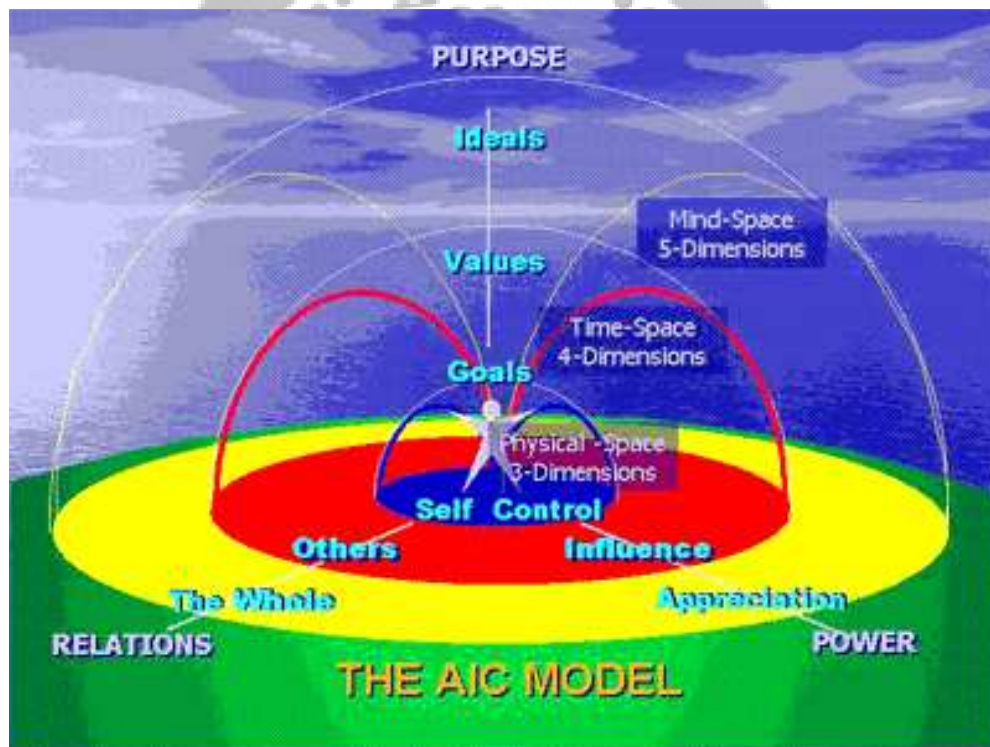 PURPOSE
Ideals
Mind-Space
5-Dimensions
Values
Time-Space
4-Dimensions
Goals
Physical -Space
3-Dimensions
Self Control
Others
Influence
The Whole
Appreciation
RELATIONS
POWER
THE AIC MODEL